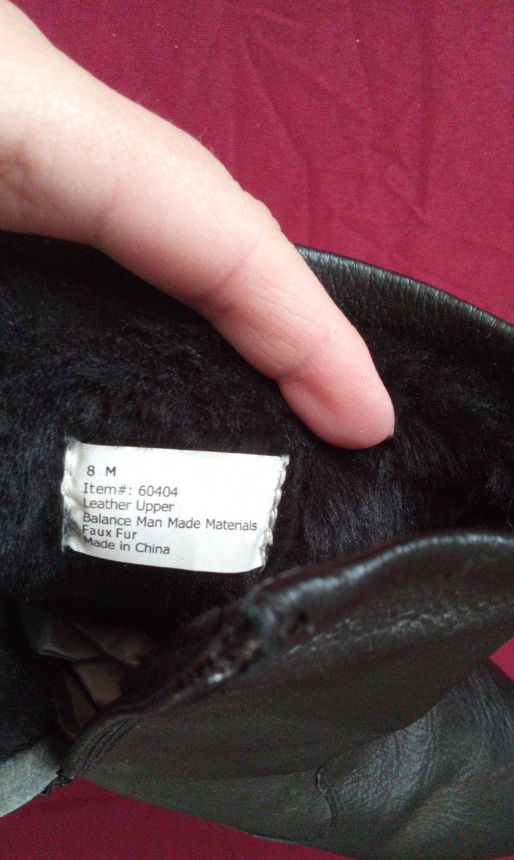 8 M
Item#: 60404
Leather Upper
Balance Man Made Materials
Faux Fur
Made in China